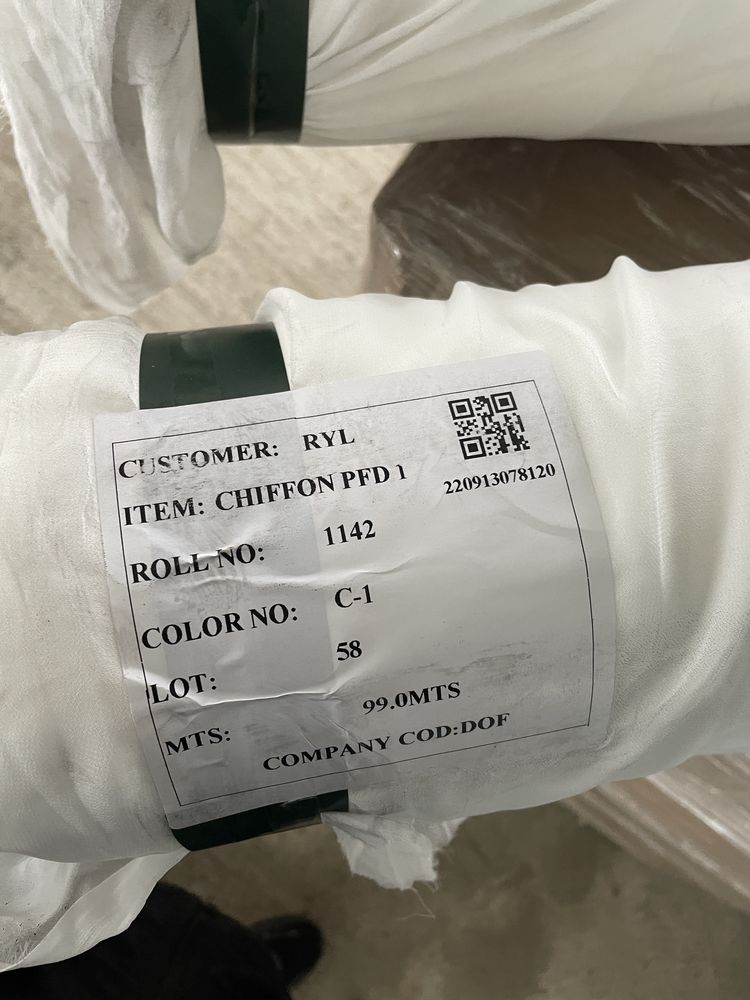 CUSTOMER: RYL
ITEM: CHIFFON PFD 1
220913078120
ROLL NO: 1142
COLOR NO: C-1
LOT: 58
MTS: 99.0MTS
COMPANY COD:DOF